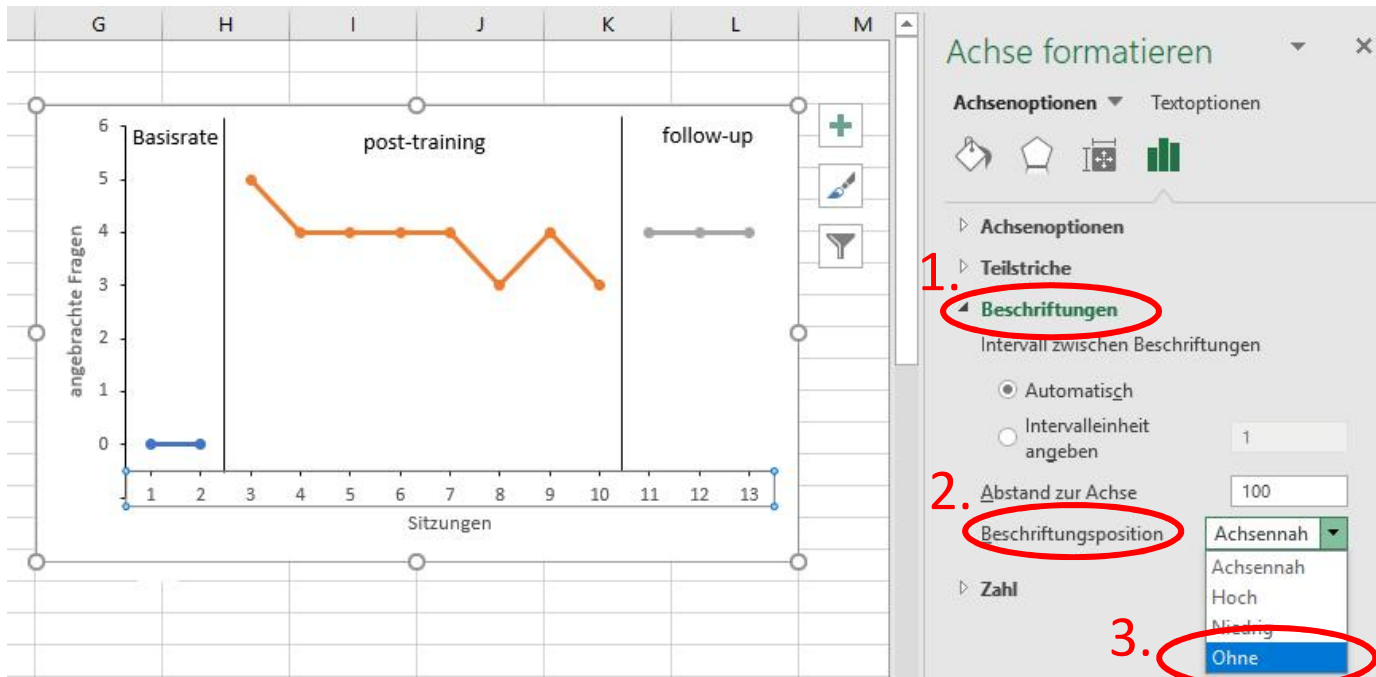 G H I J K L M
Achse formatieren
Achsenoptionen Textoptionen
Basisrate post-training follow-up
6
5
4
3
2
1
0
angebrachte Fragen
1 2 3 4 5 6 7 8 9 10 11 12 13
Sitzungen
Achsenoptionen
Teilstriche
1.
Beschriftungen
Intervall zwischen Beschriftungen
Automatisch
Intervalleinheit
angeben 1
2.
Abstand zur Achse 100
Beschriftungsposition Achsennah
Achsennah
Hoch
Niedrig
Zahl
3.
Ohne